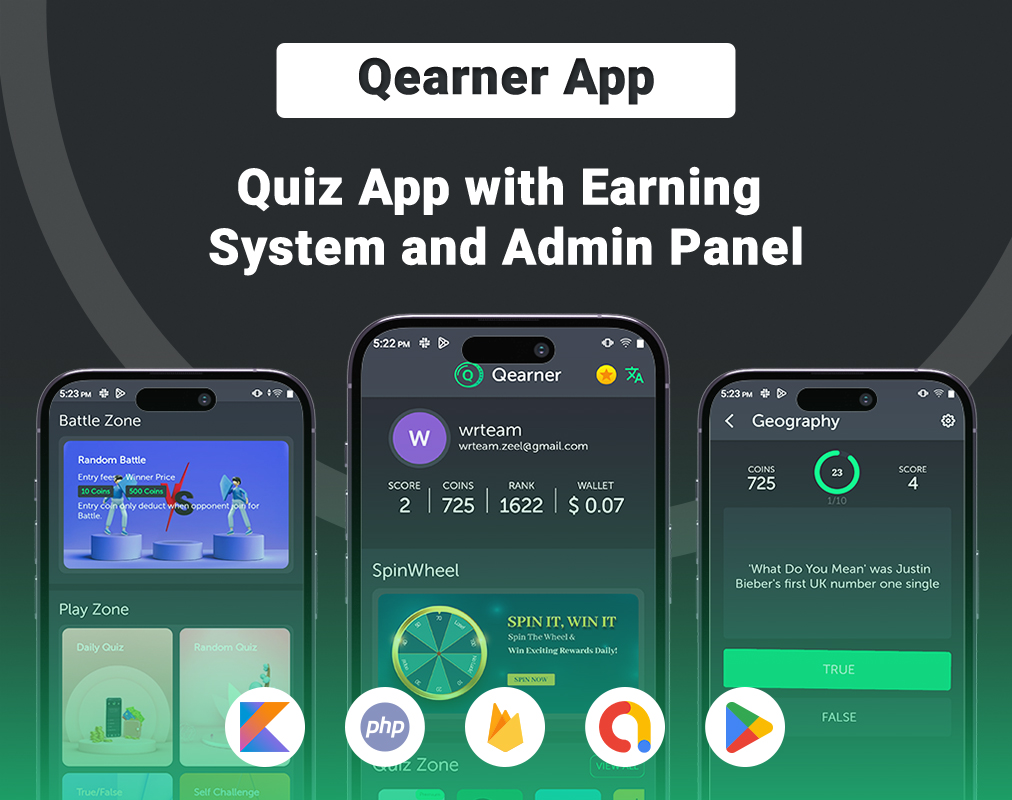 Qearner App
Quiz App with Earning
System and Admin Panel
5:23 PM
Battle Zone
Random Battle
Entry fees Winner Price
10 Coins 500 Coins
VS
Entry coin only deduct when opponent join for
Battle.
Play Zone
Daily Quiz
Random Quiz
True/False
Self Challenge
5:22 PM
Q
Qearner
W
wrteam
wrteam.zeel@gmail.com
SCORE COINS RANK WALLET
2 725 1622 $ 0.07
SpinWheel
SPIN IT, WIN IT
Spin The Wheel &
Win Exciting Rewards Daily!
SPIN NOW
Quiz Zone
VIEW ALL
5:23 PM
Geography
COINS
725
23
1/10
SCORE
4
'What Do You Mean' was Justin
Bieber's first UK number one single
TRUE
FALSE
php